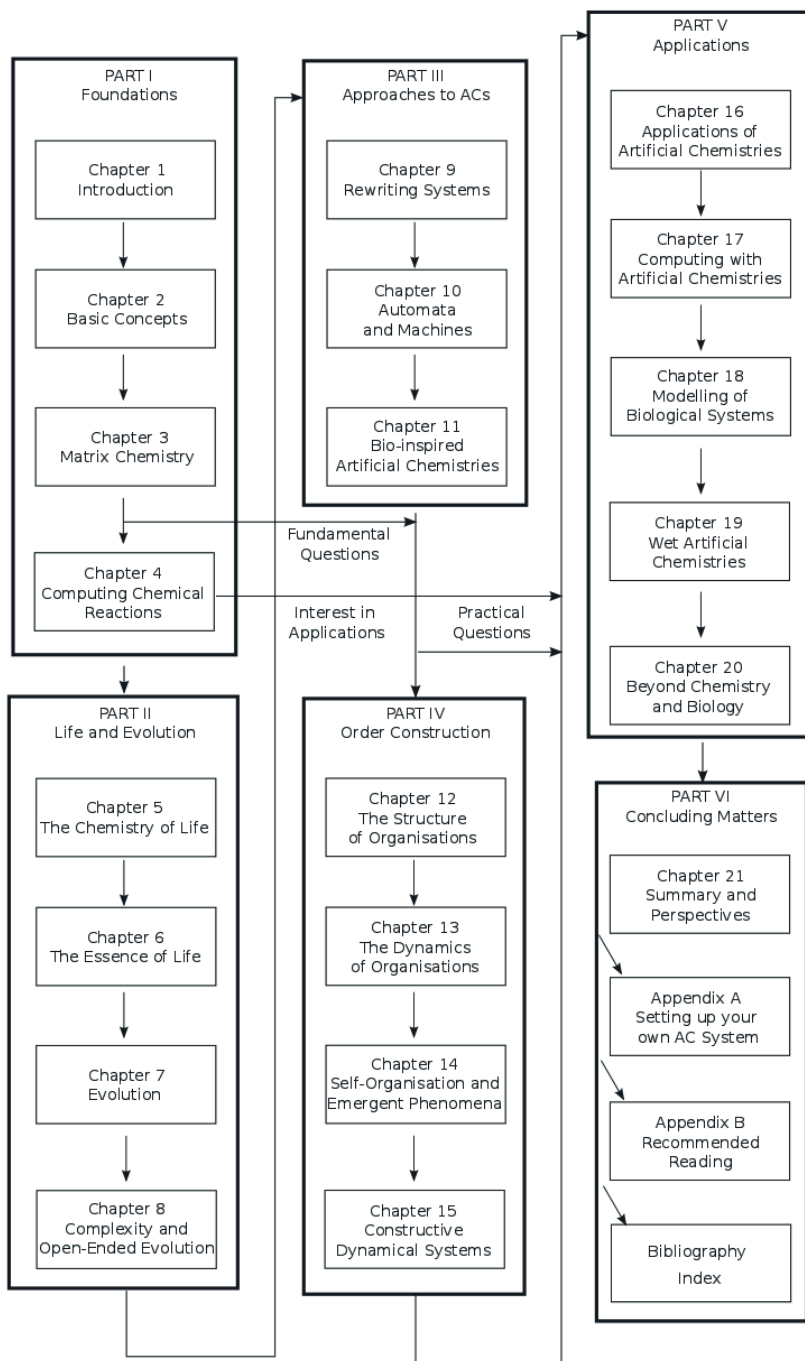 PART I
Foundations
Chapter 1
Introduction
Chapter 2
Basic Concepts
Chapter 3
Matrix Chemistry
Chapter 4
Computing Chemical
Reactions
PART II
Life and Evolution
Chapter 5
The Chemistry of Life
Chapter 6
The Essence of Life
Chapter 7
Evolution
Chapter 8
Complexity and
Open-Ended Evolution
PART III
Approaches to ACs
Chapter 9
Rewriting Systems
Chapter 10
Automata
and Machines
Chapter 11
Bio-inspired
Artificial Chemistries
Fundamental
Questions
Interest in
Applications
Practical
Questions
PART IV
Order Construction
Chapter 12
The Structure
of Organisations
Chapter 13
The Dynamics
of Organisations
Chapter 14
Self-Organisation and
Emergent Phenomena
Chapter 15
Constructive
Dynamical Systems
PART V
Applications
Chapter 16
Applications of
Artificial Chemistries
Chapter 17
Computing with
Artificial Chemistries
Chapter 18
Modelling of
Biological Systems
Chapter 19
Wet Artificial
Chemistries
Chapter 20
Beyond Chemistry
and Biology
PART VI
Concluding Matters
Chapter 21
Summary and
Perspectives
Appendix A
Setting up your
own AC System
Appendix B
Recommended
Reading
Bibliography
Index